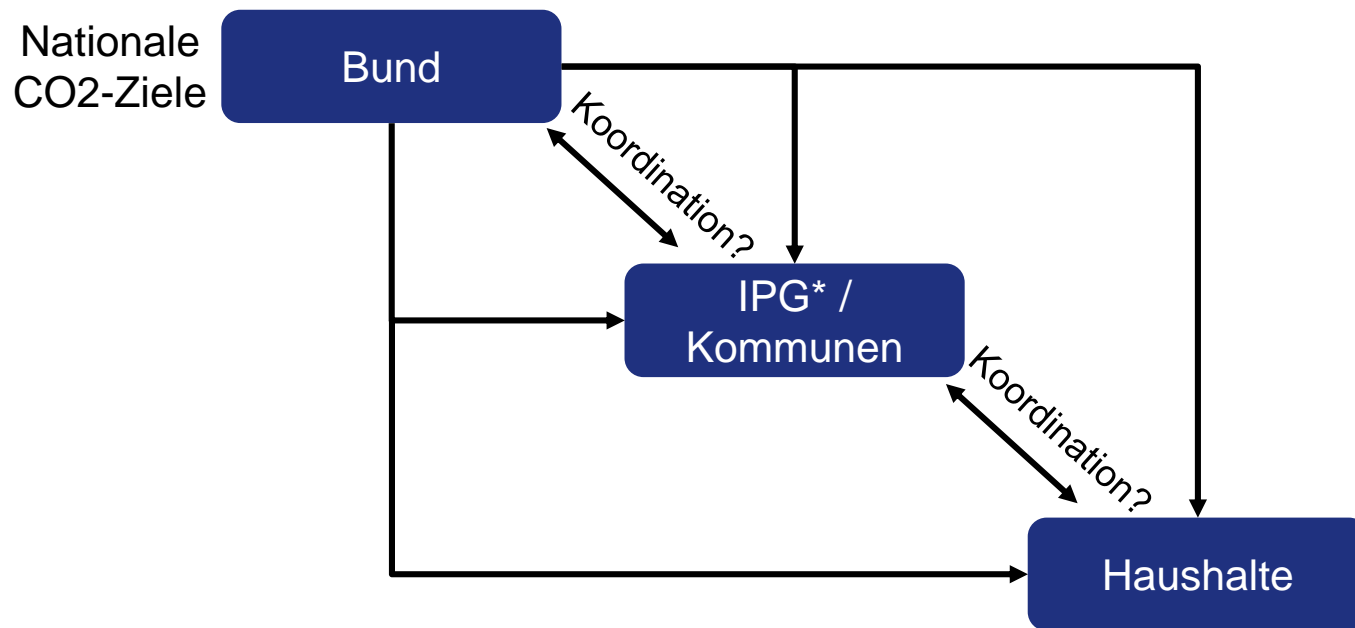 Nationale
CO2-Ziele
Bund
Koordination?
IPG* /
Kommunen
Koordination?
Haushalte